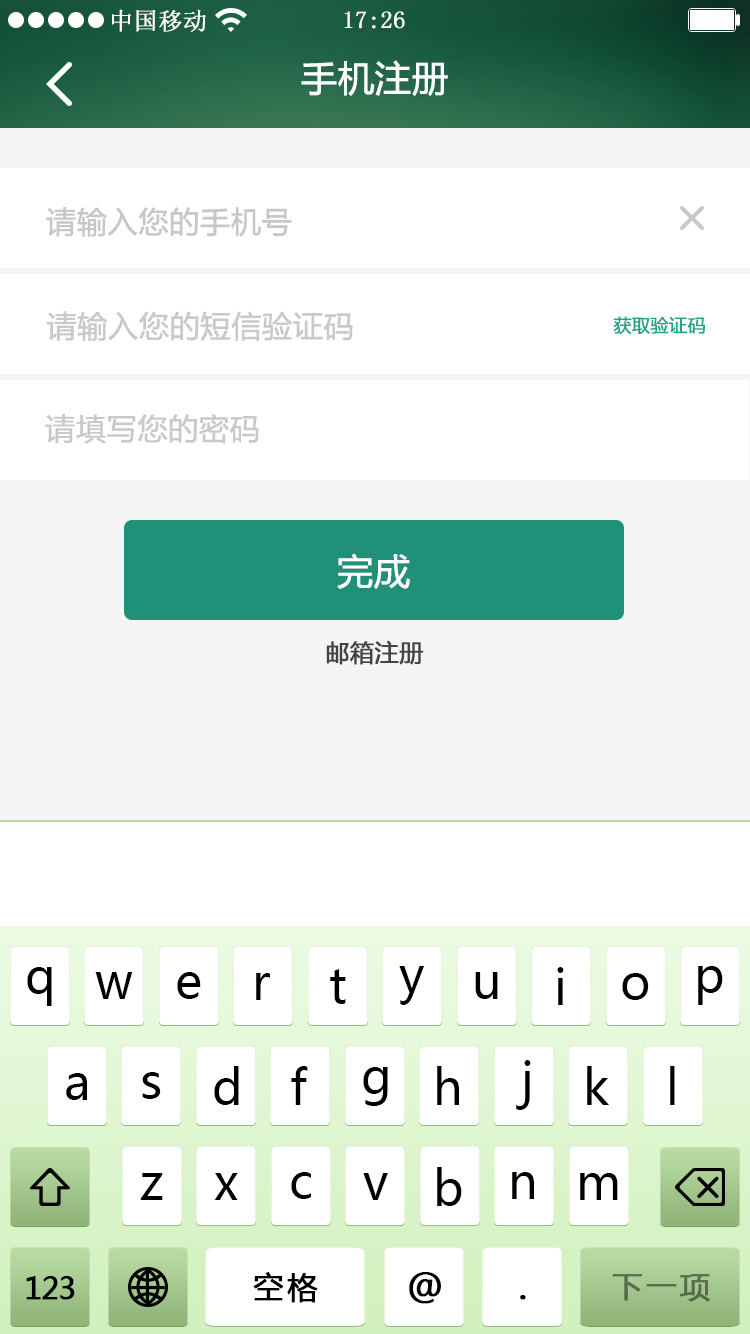 中国移动 17:26
手机注册
请输入您的手机号
请输入您的短信验证码 获取验证码
请填写您的密码
完成
邮箱注册
q w e r t y u i o p
a s d f g h j k l
z x c v b n m
123 空格 @ . 下一项